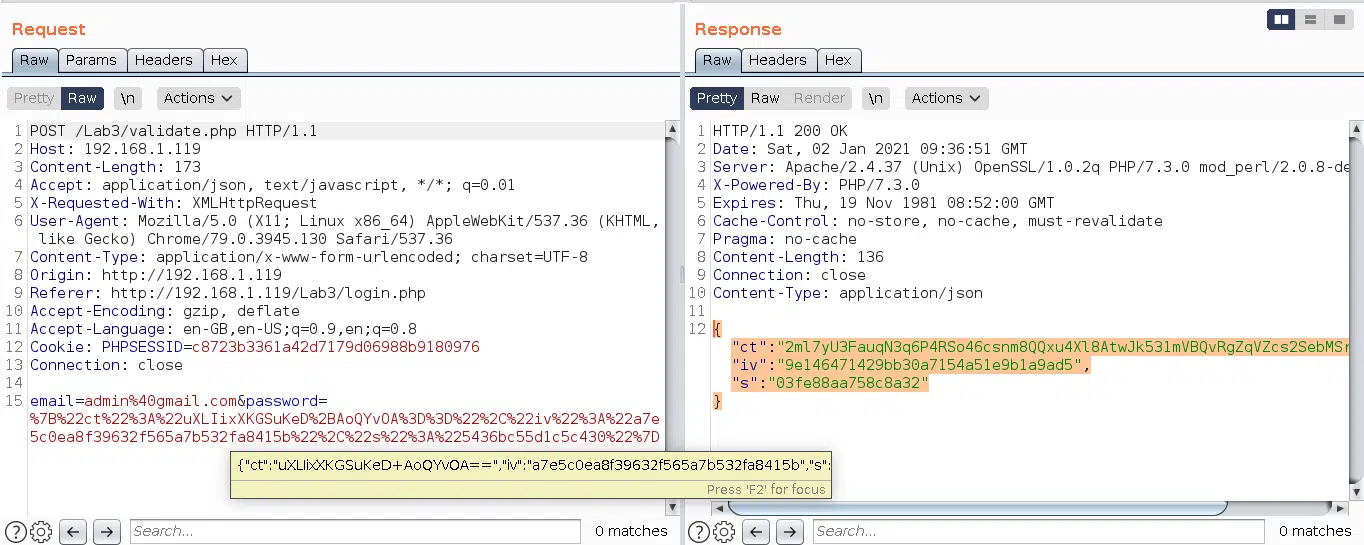 Request
Raw Params Headers Hex
Pretty Raw \n Actions
1 POST /Lab3/validate.php HTTP/1.1
2 Host: 192.168.1.119
3 Content-Length: 173
4 Accept: application/json, text/javascript, */*; q=0.01
5 X-Requested-With: XMLHttpRequest
6 User-Agent: Mozilla/5.0 (X11; Linux x86_64) AppleWebKit/537.36 (KHTML,
like Gecko) Chrome/79.0.3945.130 Safari/537.36
7 Content-Type: application/x-www-form-urlencoded; charset=UTF-8
8 Origin: http://192.168.1.119
9 Referer: http://192.168.1.119/Lab3/login.php
10 Accept-Encoding: gzip, deflate
11 Accept-Language: en-GB,en-US;q=0.9,en;q=0.8
12 Cookie: PHPSESSID=c8723b3361a42d7179d06988b9180976
13 Connection: close
14
15 email=admin%40gmail.com&password=
%7B%22ct%22%3A%22uXLIixXKGSuKeD%2BAoQYvOA%3D%3D%22%2C%22iv%22%3A%22a7e
5c0ea8f39632f565a7b532fa8415b%22%2C%22s%22%3A%225436bc55d1c5c430%22%7D
{"ct":"uXLIixXKGSuKeD+AoQYvOA==","iv":"a7e5c0ea8f39632f565a7b532fa8415b","s":
Press 'F2' for focus
Search...
0 matches
Response
Raw Headers Hex
Pretty Raw Render \n Actions
1 HTTP/1.1 200 OK
2 Date: Sat, 02 Jan 2021 09:36:51 GMT
3 Server: Apache/2.4.37 (Unix) OpenSSL/1.0.2q PHP/7.3.0 mod_perl/2.0.8-de
4 X-Powered-By: PHP/7.3.0
5 Expires: Thu, 19 Nov 1981 08:52:00 GMT
6 Cache-Control: no-store, no-cache, must-revalidate
7 Pragma: no-cache
8 Content-Length: 136
9 Connection: close
10 Content-Type: application/json
11
12 {
"ct":"2ml7yU3FauqN3q6P4RSo46csnm8QQxu4Xl8AtwJk531mVBQvRgZqVZcs2SebMSr
"iv":"9e146471429bb30a7154a51e9b1a9ad5",
"s":"03fe88aa758c8a32"
}
Search...
0 matches